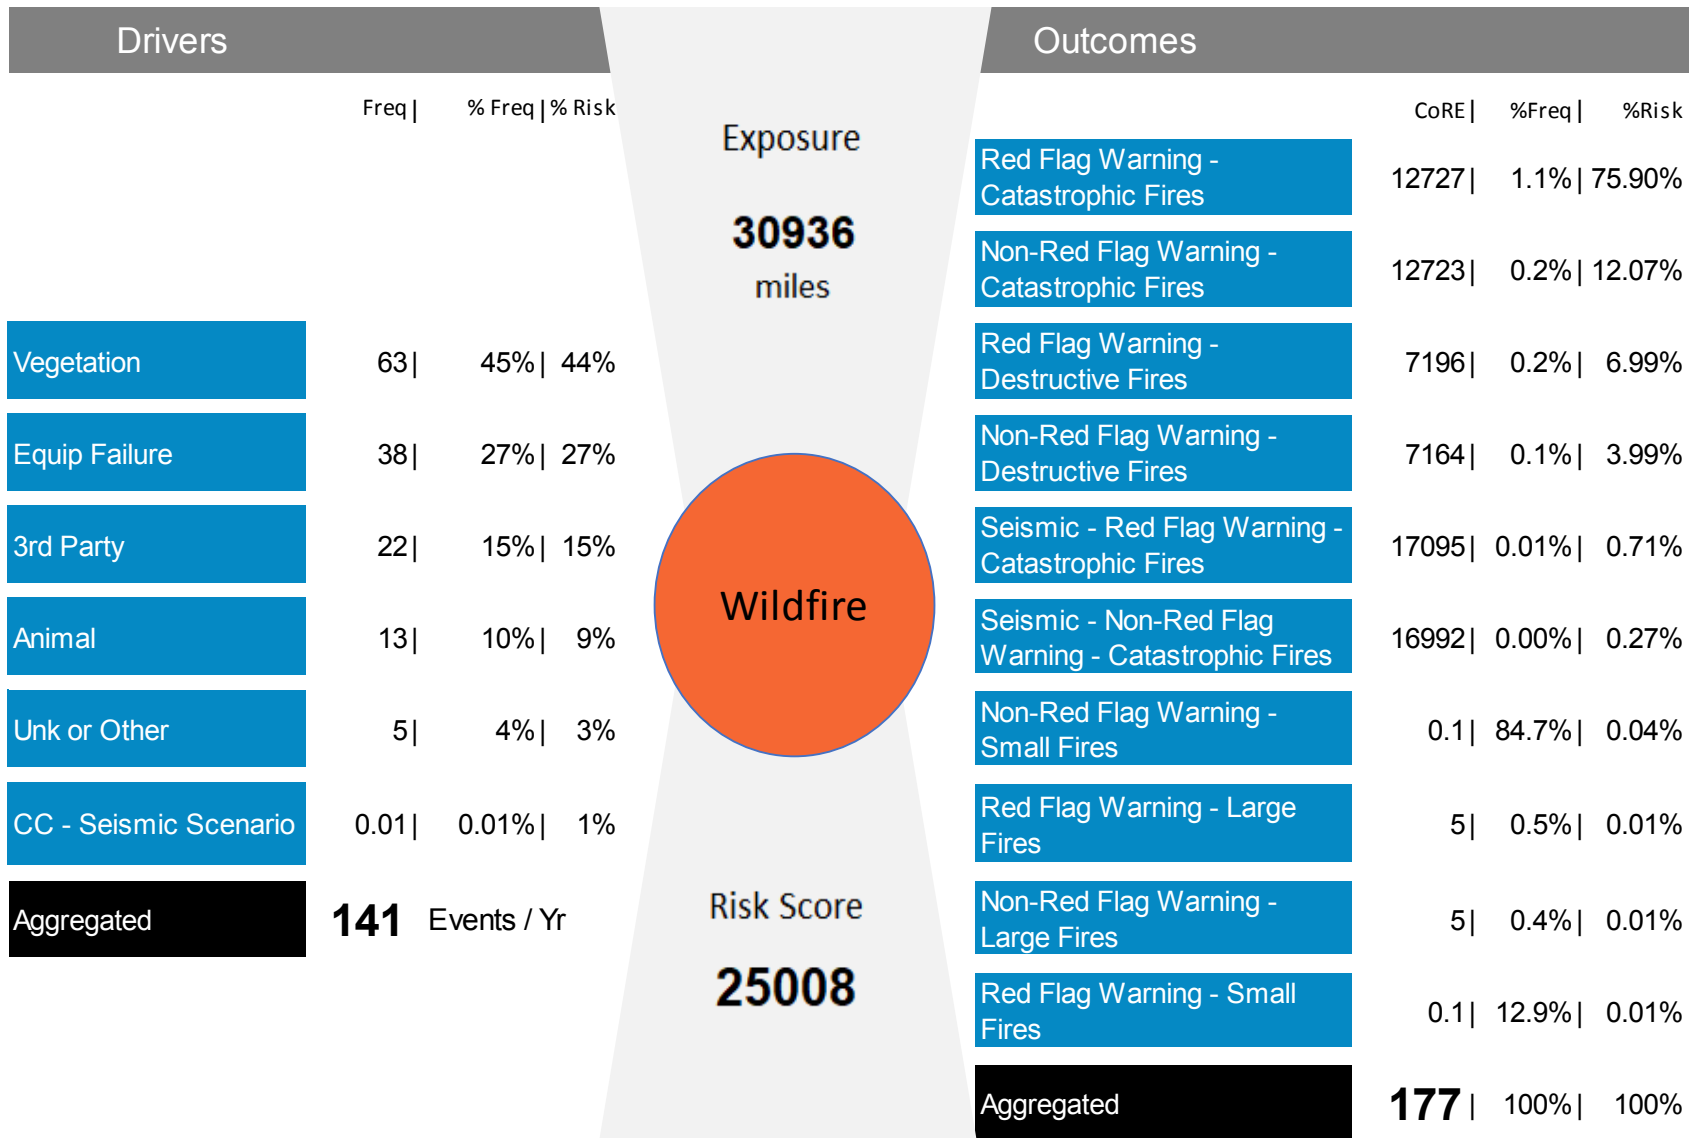 Drivers
Freq| % Freq|% Risk
Vegetation 63| 45%| 44%
Equip Failure 38| 27%| 27%
3rd Party 22| 15%| 15%
Animal 13| 10%| 9%
Unk or Other 5| 4%| 3%
CC - Seismic Scenario 0.01| 0.01%| 1%
Aggregated 141 Events / Yr
Exposure
30936
miles
Wildfire
Risk Score
25008
Outcomes
CoRE| %Freq| %Risk
Red Flag Warning -
Catastrophic Fires
12727| 1.1%| 75.90%
Non-Red Flag Warning -
Catastrophic Fires
12723| 0.2%| 12.07%
Red Flag Warning -
Destructive Fires
7196| 0.2%| 6.99%
Non-Red Flag Warning -
Destructive Fires
7164| 0.1%| 3.99%
Seismic - Red Flag Warning -
Catastrophic Fires
17095| 0.01%| 0.71%
Seismic - Non-Red Flag
Warning - Catastrophic Fires
16992| 0.00%| 0.27%
Non-Red Flag Warning -
Small Fires
0.1| 84.7%| 0.04%
Red Flag Warning - Large
Fires
5| 0.5%| 0.01%
Non-Red Flag Warning -
Large Fires
5| 0.4%| 0.01%
Red Flag Warning - Small
Fires
0.1| 12.9%| 0.01%
Aggregated 177| 100%| 100%